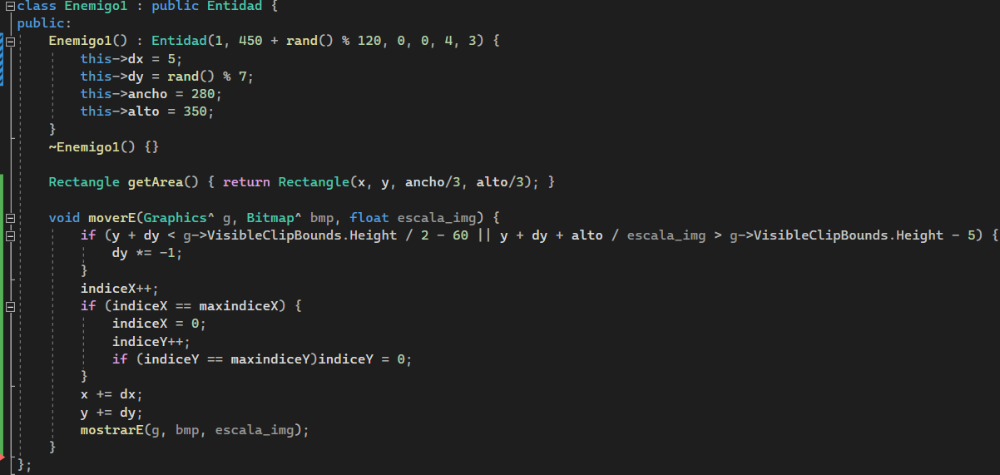 class Enemigo1 : public Entidad {
public:
    Enemigo1() : Entidad(1, 450 + rand() % 120, 0, 0, 4, 3) {
        this->dx = 5;
        this->dy = rand() % 7;
        this->ancho = 280;
        this->alto = 350;
    }
    ~Enemigo1() {}

    Rectangle getArea() { return Rectangle(x, y, ancho/3, alto/3); }

    void moverE(Graphics^ g, Bitmap^ bmp, float escala_img) {
        if (y + dy < g->VisibleClipBounds.Height / 2 - 60 || y + dy + alto / escala_img > g->VisibleClipBounds.Height - 5) {
            dy *= -1;
        }
        indiceX++;
        if (indiceX == maxindiceX) {
            indiceX = 0;
            indiceY++;
            if (indiceY == maxindiceY)indiceY = 0;
        }
        x += dx;
        y += dy;
        mostrarE(g, bmp, escala_img);
    }
};